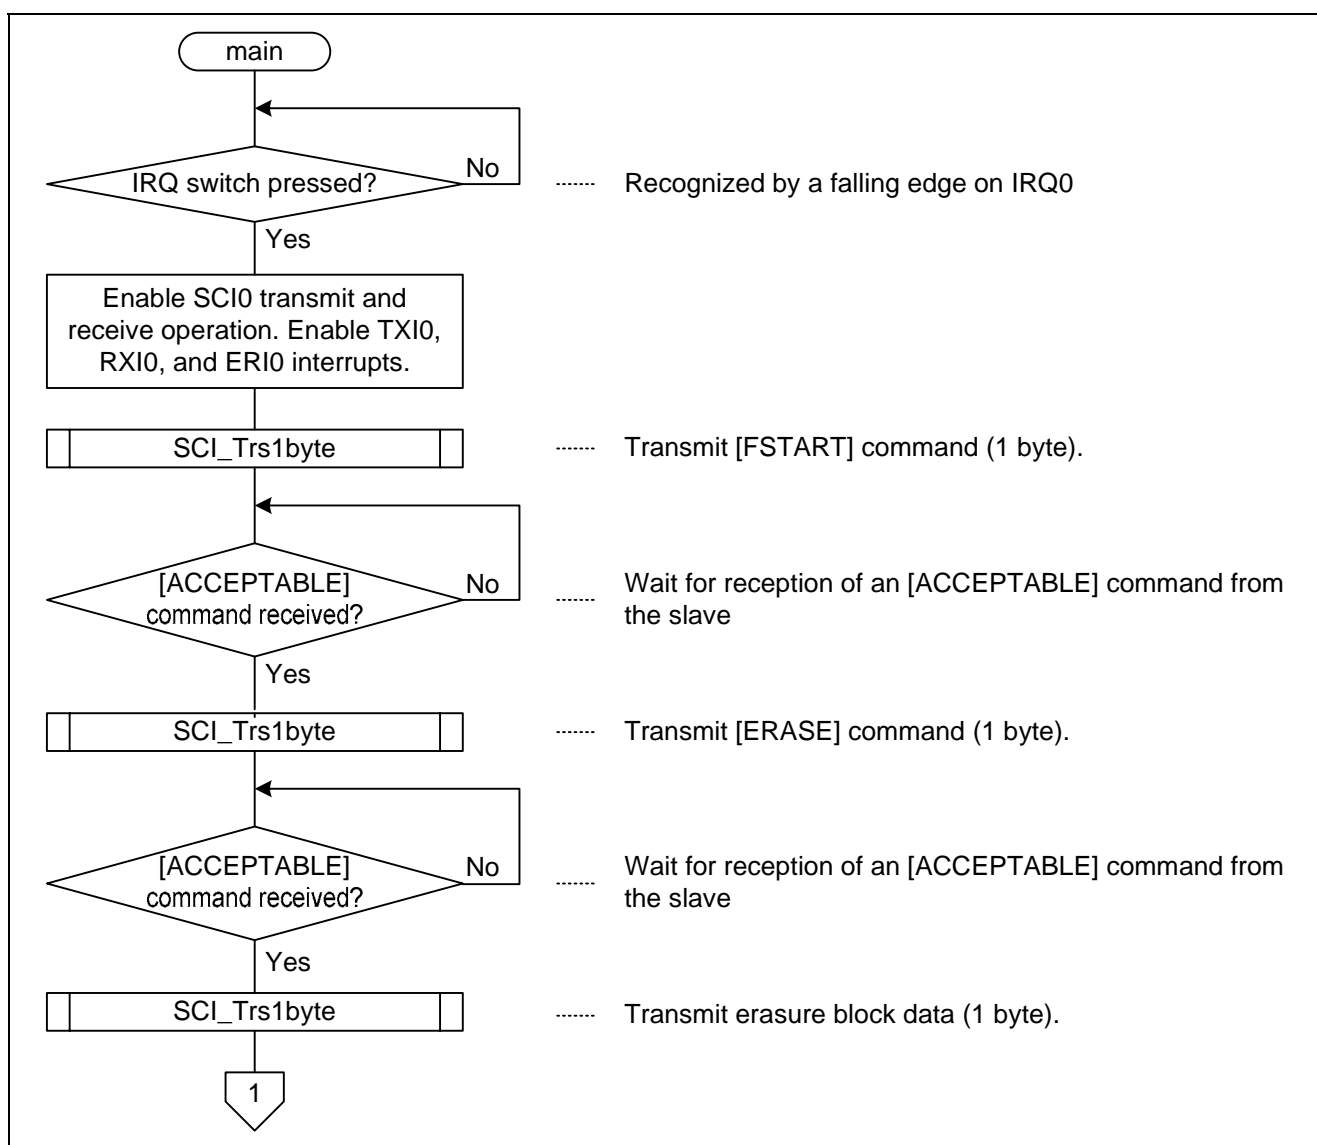 main
IRQ switch pressed?
No
Recognized by a falling edge on IRQ0
Yes
Enable SCI0 transmit and
receive operation. Enable TXI0,
RXI0, and ERI0 interrupts.
SCI_Trs1byte
Transmit [FSTART] command (1 byte).
[ACCEPTABLE]
command received?
No
Wait for reception of an [ACCEPTABLE] command from
the slave
Yes
SCI_Trs1byte
Transmit [ERASE] command (1 byte).
[ACCEPTABLE]
command received?
No
Wait for reception of an [ACCEPTABLE] command from
the slave
Yes
SCI_Trs1byte
Transmit erasure block data (1 byte).
1